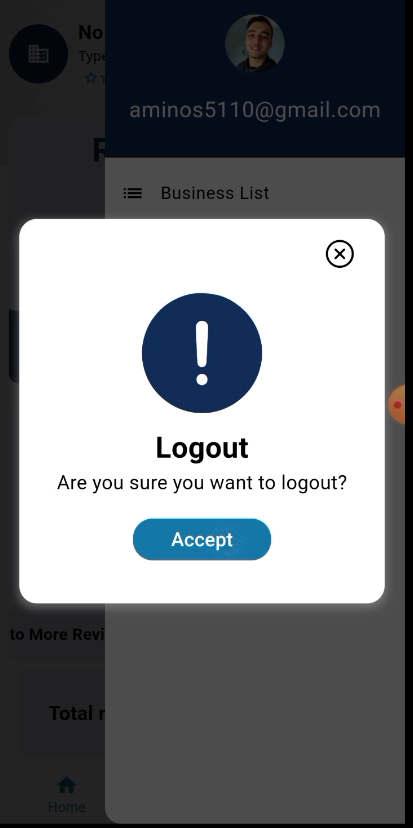 No
Type
aminos5110@gmail.com
Business List
Logout
Are you sure you want to logout?
Accept
to More Revi
Total r
Home